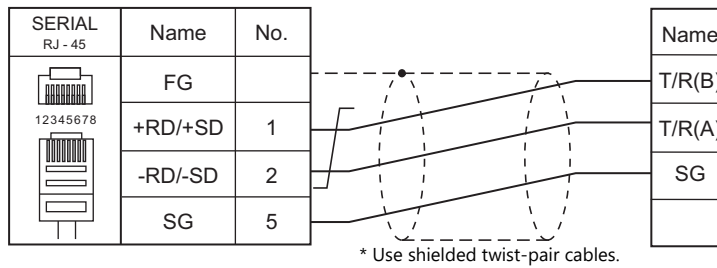 SERIAL Name No. Name
RJ - 45
FG T/R(B)
12345678
+RD/+SD 1 T/R(A)
-RD/-SD 2 SG
SG 5
* Use shielded twist-pair cables.